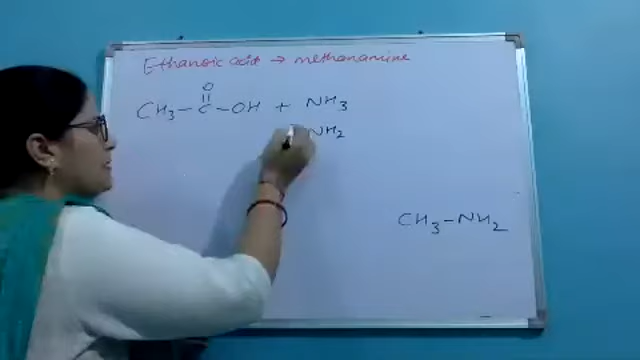 Ethanoic acid → methanamine
O
||
CH3 – C – OH + NH3
NH2
CH3 – NH2